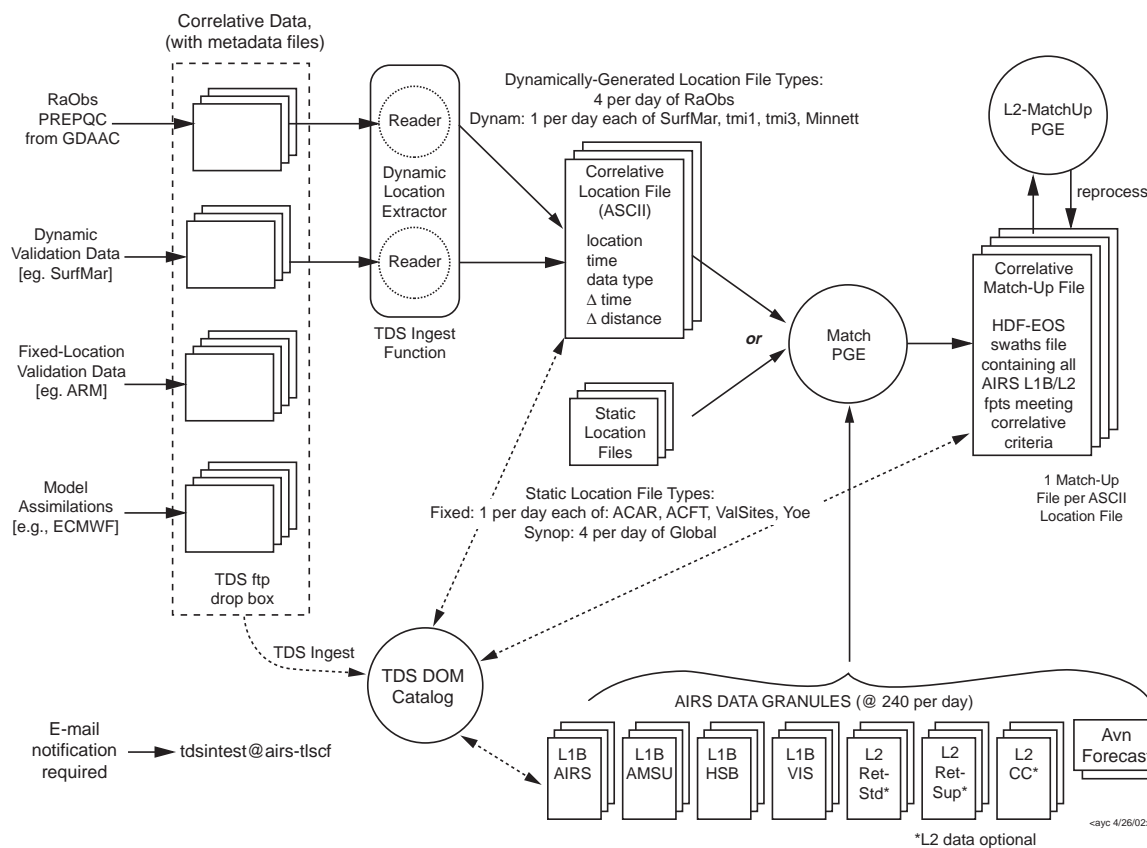 Correlative Data,
(with metadata files)
RaObs
PREPQC
from GDAAC
Dynamic
Validation Data
[eg. SurfMar]
Fixed-Location
Validation Data
[eg. ARM]
Model
Assimilations
[e.g., ECMWF]
TDS ftp
drop box
Reader
Dynamic
Location
Extractor
Reader
TDS Ingest
Function
Dynamically-Generated Location File Types:
4 per day of RaObs
Dynam: 1 per day each of SurfMar, tmi1, tmi3, Minnett
Correlative
Location File
(ASCII)
location
time
data type
Δ time
Δ distance
or
Static
Location
Files
Static Location File Types:
Fixed: 1 per day each of: ACAR, ACFT, ValSites, Yoe
Synop: 4 per day of Global
Match
PGE
L2-MatchUp
PGE
reprocess
Correlative
Match-Up File
HDF-EOS
swaths file
containing all
AIRS L1B/L2
fpts meeting
correlative
criteria
1 Match-Up
File per ASCII
Location File
TDS Ingest
TDS DOM
Catalog
E-mail
notification
required
tdsintest@airs-tlscf
AIRS DATA GRANULES (@ 240 per day)
L1B
AIRS
L1B
AMSU
L1B
HSB
L1B
VIS
L2
Ret-
Std*
L2
Ret-
Sup*
L2
CC*
Avn
Forecast
*L2 data optional
<ayc 4/26/02: